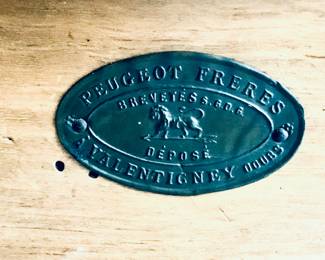 PEUGEOT FRERES
BREVETÉS S.G.D.G.
DÉPOSÉ
A VALENTIGNEY DOUBS